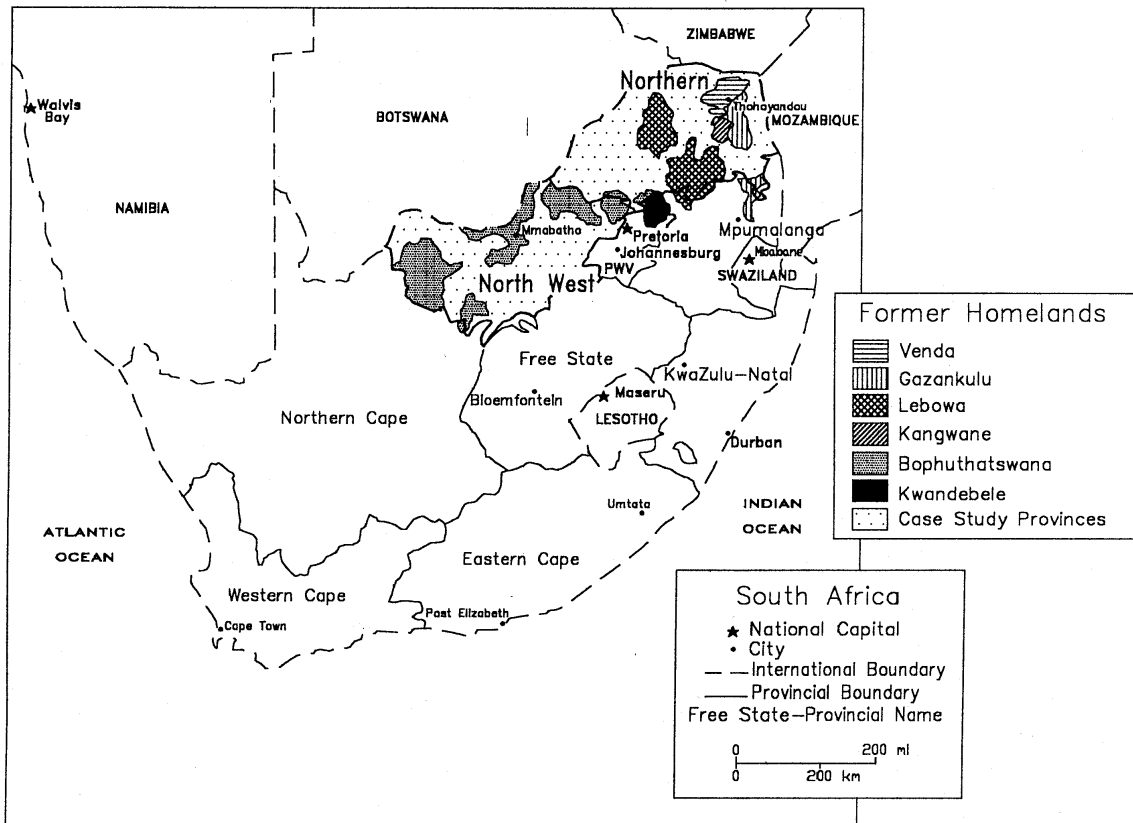 ZIMBABWE
Northern
Walvis
Bay
Thohoyandou
BOTSWANA
MOZAMBIQUE
NAMIBIA
Mmabatha
Mpumalanga
Pretoria
Johannesburg
Mbabane
PWV
SWAZILAND
North West
Free State
KwaZulu-Natal
Bloemfontein
Maseru
LESOTHO
Northern Cape
Durban
Umtata
INDIAN
OCEAN
ATLANTIC
OCEAN
Eastern Cape
Western Cape
Post Elizabeth
Cape Town
Former Homelands
Venda
Gazankulu
Lebowa
Kangwane
Bophuthatswana
Kwandebele
Case Study Provinces
South Africa
National Capital
City
International Boundary
Provincial Boundary
Free State-Provincial Name
0 200 mi
0 200 km